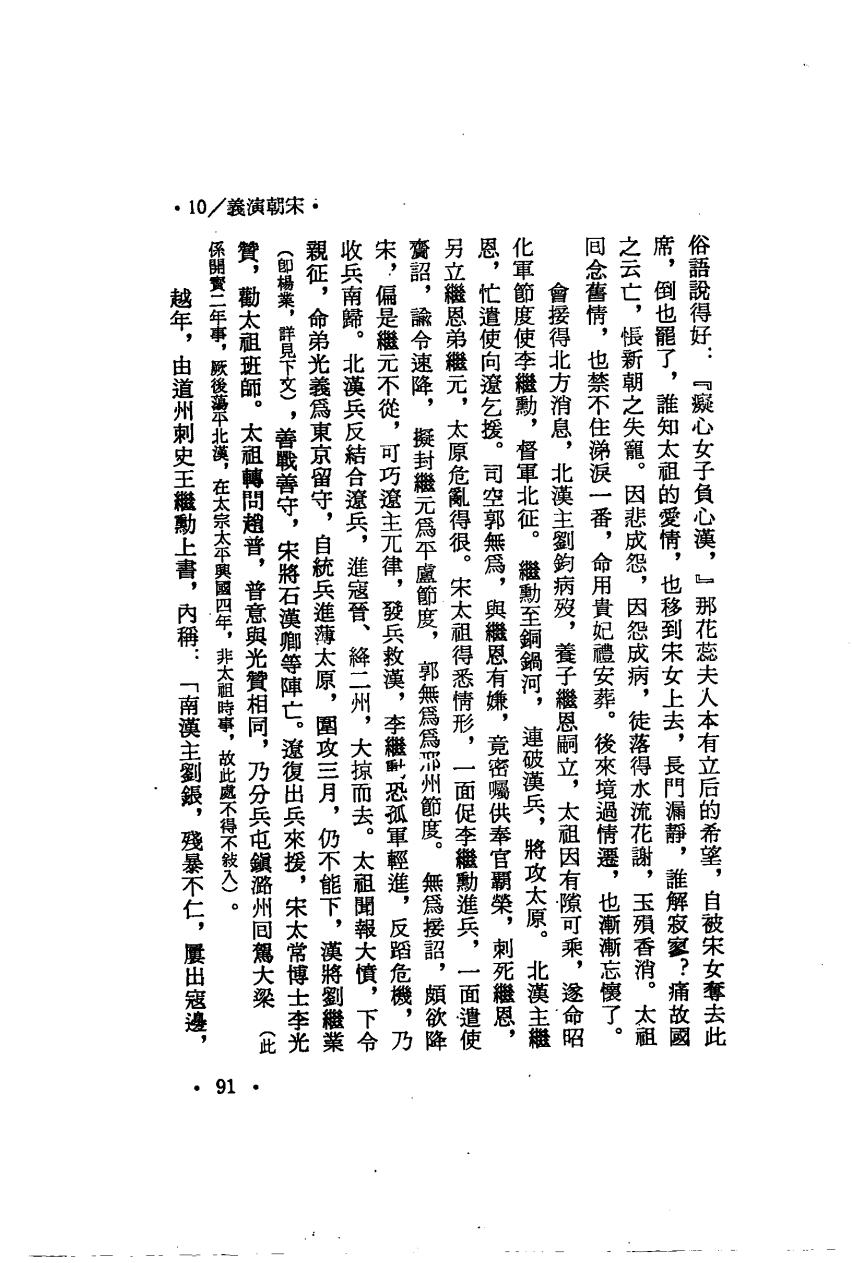 ·10/義演朝宋·
俗語說得好：『癡心女子負心漢，』那花蕊夫人本有立后的希望，自被宋女奪去此
席，倒也罷了，誰知太祖的愛情，也移到宋女上去，長門漏靜，誰解寂寥？痛故國
之云亡，悵新朝之失寵。因悲成怨，因怨成病，徒落得水流花謝，玉殞香消。太祖
囘念舊情，也禁不住涕淚一番，命用貴妃禮安葬。後來境過情遷，也漸漸忘懷了。
會接得北方消息，北漢主劉鈞病歿，養子繼恩嗣立，太祖因有隙可乘，遂命昭
化軍節度使李繼勳，督軍北征。繼勳至銅鍋河，連破漢兵，將攻太原。北漢主繼
恩，忙遣使向遼乞援。司空郭無爲，與繼恩有嫌，竟密囑供奉官霸榮，刺死繼恩，
另立繼恩弟繼元，太原危亂得很。宋太祖得悉情形，一面促李繼勳進兵，一面遣使
齎詔，諭令速降，擬封繼元爲平盧節度，郭無爲爲邢州節度。無爲接詔，頗欲降
宋，偏是繼元不從，可巧遼主兀律，發兵救漢，李繼勳恐孤軍輕進，反蹈危機，乃
收兵南歸。北漢兵反結合遼兵，進寇晉、絳二州，大掠而去。太祖聞報大憤，下令
親征，命弟光義爲東京留守，自統兵進薄太原，圍攻三月，仍不能下，漢將劉繼業
（卽楊業，詳見下文），善戰善守，宋將石漢卿等陣亡。遼復出兵來援，宋太常博士李光
贊，勸太祖班師。太祖轉問趙普，普意與光贊相同，乃分兵屯鎭潞州囘駕大梁（此
係開寶二年事，厥後蕩平北漢，在太宗太平興國四年，非太祖時事，故此處不得不敍入）。
越年，由道州刺史王繼勳上書，內稱：「南漢主劉鋹，殘暴不仁，屢出寇邊，
·91·